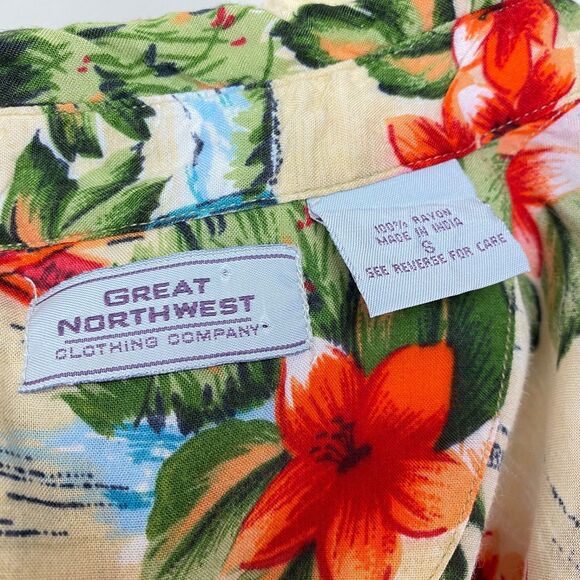 GREAT
NORTHWEST
CLOTHING COMPANY
100% RAYON
MADE IN INDIA
S
SEE REVERSE FOR CARE